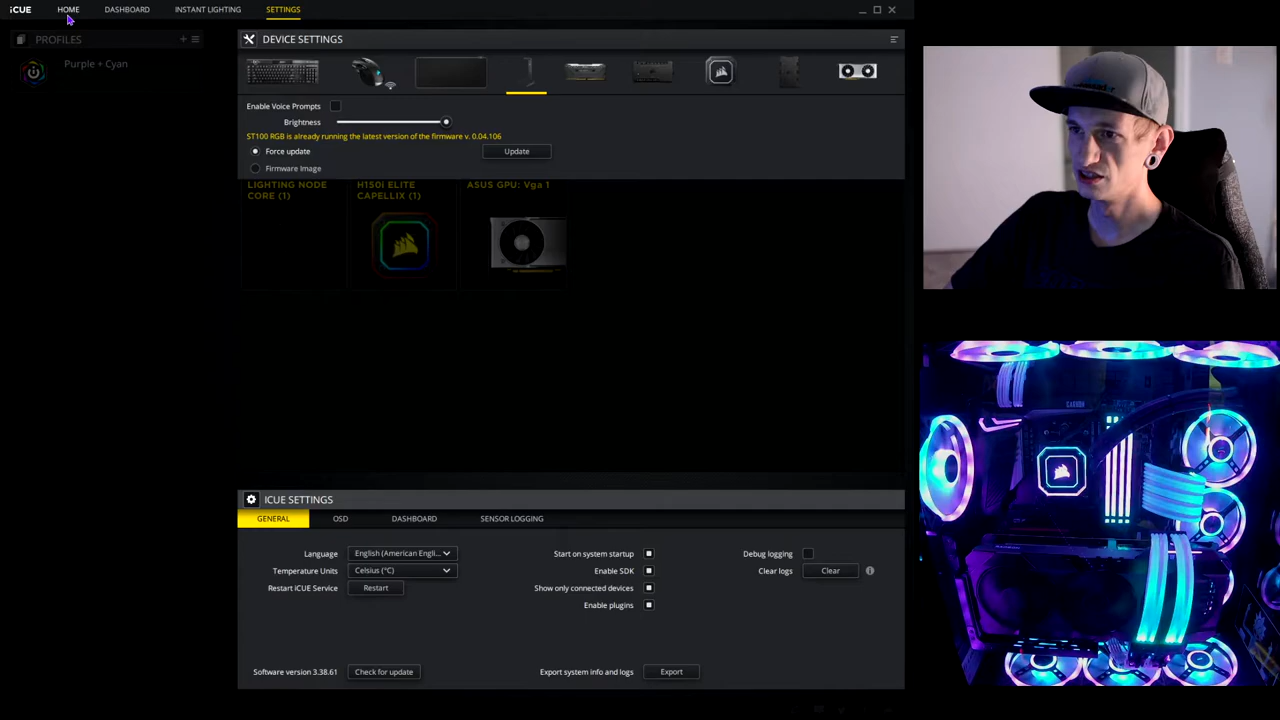 iCUE HOME DASHBOARD INSTANT LIGHTING SETTINGS
PROFILES
Purple + Cyan
DEVICE SETTINGS
Enable Voice Prompts
Brightness
ST100 RGB is already running the latest version of the firmware v. 0.04.106
Force update Update
Firmware Image
LIGHTING NODE CORE (1)
H150i ELITE CAPELLIX (1)
ASUS GPU: Vga 1
ICUE SETTINGS
GENERAL OSD DASHBOARD SENSOR LOGGING
Language English (American Engli... Start on system startup Debug logging
Temperature Units Celsius (°C) Enable SDK Clear logs Clear
Restart iCUE Service Restart Show only connected devices
Enable plugins
Software version 3.38.61 Check for update Export system info and logs Export